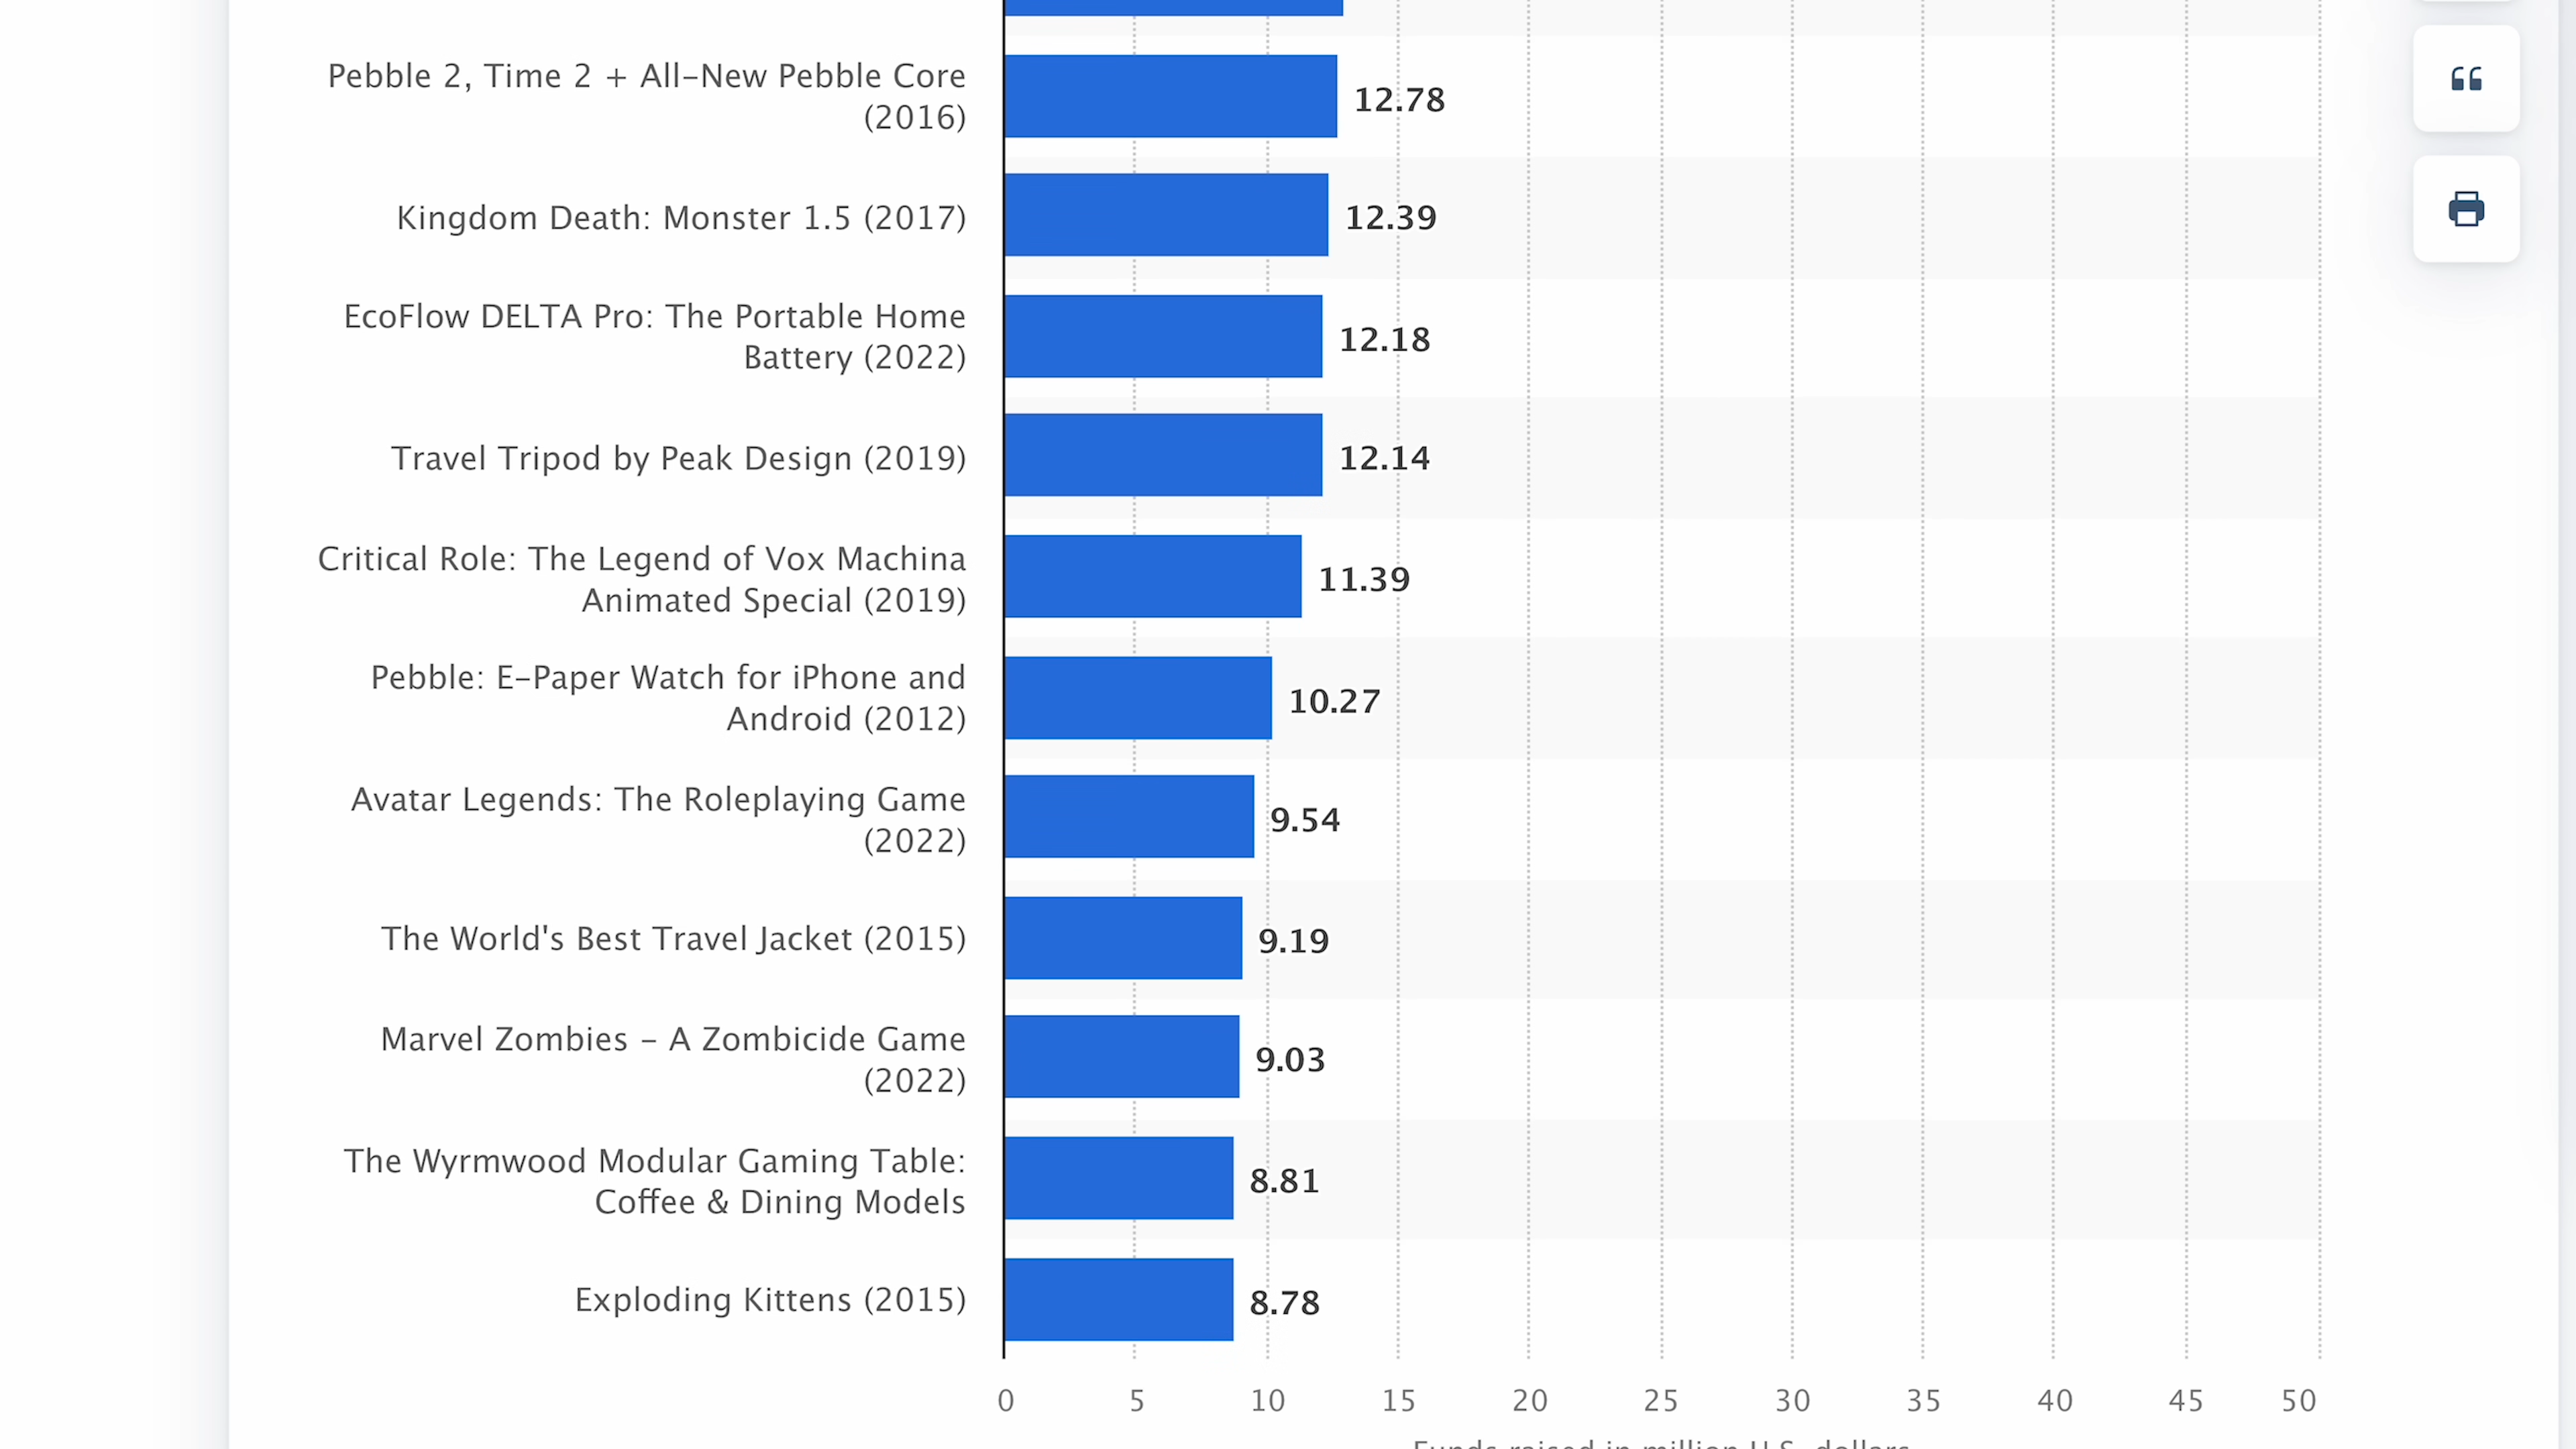 Pebble 2, Time 2 + All-New Pebble Core
(2016)
12.78
Kingdom Death: Monster 1.5 (2017)
12.39
EcoFlow DELTA Pro: The Portable Home
Battery (2022)
12.18
Travel Tripod by Peak Design (2019)
12.14
Critical Role: The Legend of Vox Machina
Animated Special (2019)
11.39
Pebble: E-Paper Watch for iPhone and
Android (2012)
10.27
Avatar Legends: The Roleplaying Game
(2022)
9.54
The World's Best Travel Jacket (2015)
9.19
Marvel Zombies - A Zombicide Game
(2022)
9.03
The Wyrmwood Modular Gaming Table:
Coffee & Dining Models
8.81
Exploding Kittens (2015)
8.78
0 5 10 15 20 25 30 35 40 45 50
Funds raised in million U.S. dollars